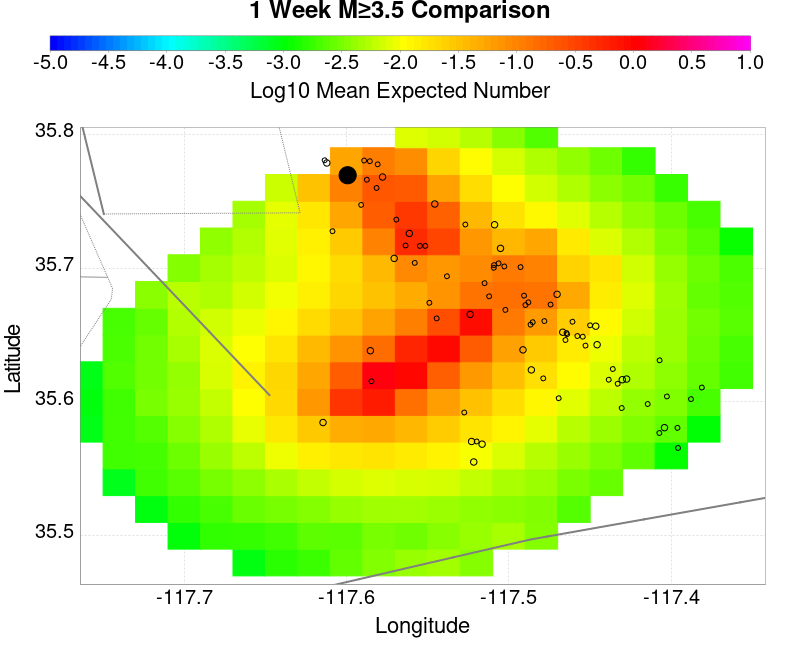 1 Week M≥3.5 Comparison
-5.0 -4.5 -4.0 -3.5 -3.0 -2.5 -2.0 -1.5 -1.0 -0.5 0.0 0.5 1.0
Log10 Mean Expected Number
35.8
35.7
Latitude
35.6
35.5
-117.7 -117.6 -117.5 -117.4
Longitude